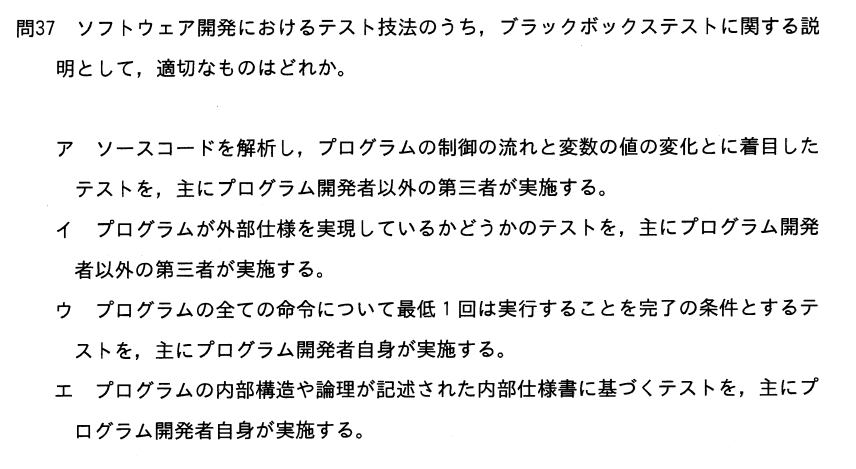 問37 ソフトウェア開発におけるテスト技法のうち，ブラックボックステストに関する説
明として，適切なものはどれか。
ア ソースコードを解析し，プログラムの制御の流れと変数の値の変化とに着目した
テストを，主にプログラム開発者以外の第三者が実施する。
イ プログラムが外部仕様を実現しているかどうかのテストを，主にプログラム開発
者以外の第三者が実施する。
ウ プログラムの全ての命令について最低1回は実行することを完了の条件とするテ
ストを，主にプログラム開発者自身が実施する。
エ プログラムの内部構造や論理が記述された内部仕様書に基づくテストを，主にプ
ログラム開発者自身が実施する。